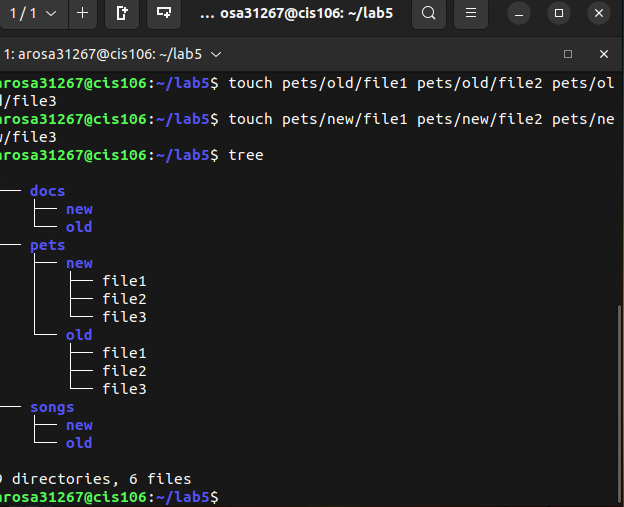 1 / 1
... osa31267@cis106: ~/lab5
1: arosa31267@cis106: ~/lab5
arosa31267@cis106:~/lab5$ touch pets/old/file1 pets/old/file2 pets/ol
d/file3
arosa31267@cis106:~/lab5$ touch pets/new/file1 pets/new/file2 pets/ne
w/file3
arosa31267@cis106:~/lab5$ tree
├── docs
│   ├── new
│   └── old
├── pets
│   ├── new
│   │   ├── file1
│   │   ├── file2
│   │   └── file3
│   └── old
│       ├── file1
│       ├── file2
│       └── file3
└── songs
    ├── new
    └── old
9 directories, 6 files
arosa31267@cis106:~/lab5$